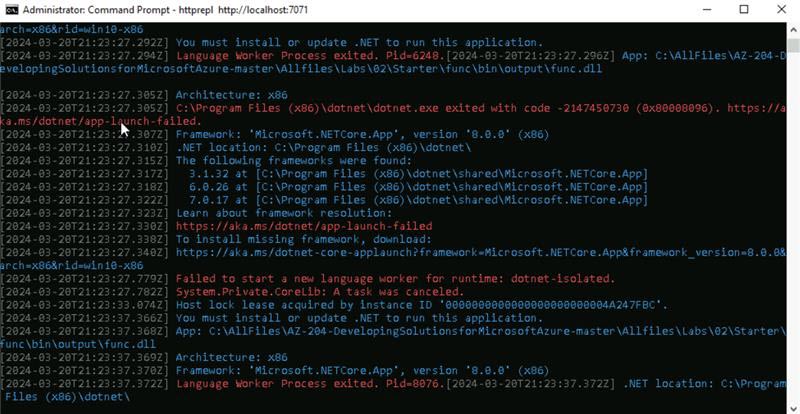 Administrator: Command Prompt - httprepl http://localhost:7071
arch=x86&rid=win10-x86
[2024-03-20T21:23:27.292Z] You must install or update .NET to run this application.
[2024-03-20T21:23:27.294Z] Language Worker Process exited. Pid=6248.[2024-03-20T21:23:27.296Z] App: C:\AllFiles\AZ-204-D
evelopingSolutionsforMicrosoftAzure-master\Allfiles\Labs\02\Starter\func\bin\output\func.dll
[2024-03-20T21:23:27.305Z] Architecture: x86
[2024-03-20T21:23:27.305Z] C:\Program Files (x86)\dotnet\dotnet.exe exited with code -2147450730 (0x80008096). https://a
ka.ms/dotnet/app-launch-failed.
[2024-03-20T21:23:27.307Z] Framework: 'Microsoft.NETCore.App', version '8.0.0' (x86)
[2024-03-20T21:23:27.310Z] .NET location: C:\Program Files (x86)\dotnet\
[2024-03-20T21:23:27.315Z] The following frameworks were found:
[2024-03-20T21:23:27.317Z] 3.1.32 at [C:\Program Files (x86)\dotnet\shared\Microsoft.NETCore.App]
[2024-03-20T21:23:27.318Z] 6.0.26 at [C:\Program Files (x86)\dotnet\shared\Microsoft.NETCore.App]
[2024-03-20T21:23:27.322Z] 7.0.17 at [C:\Program Files (x86)\dotnet\shared\Microsoft.NETCore.App]
[2024-03-20T21:23:27.323Z] Learn about framework resolution:
[2024-03-20T21:23:27.330Z] https://aka.ms/dotnet/app-launch-failed
[2024-03-20T21:23:27.338Z] To install missing framework, download:
[2024-03-20T21:23:27.340Z] https://aka.ms/dotnet-core-applaunch?framework=Microsoft.NETCore.App&framework_version=8.0.0&
arch=x86&rid=win10-x86
[2024-03-20T21:23:27.779Z] Failed to start a new language worker for runtime: dotnet-isolated.
[2024-03-20T21:23:27.782Z] System.Private.CoreLib: A task was canceled.
[2024-03-20T21:23:33.074Z] Host lock lease acquired by instance ID '0000000000000000000000004A247FBC'.
[2024-03-20T21:23:37.366Z] You must install or update .NET to run this application.
[2024-03-20T21:23:37.368Z] App: C:\AllFiles\AZ-204-DevelopingSolutionsforMicrosoftAzure-master\Allfiles\Labs\02\Starter\
func\bin\output\func.dll
[2024-03-20T21:23:37.369Z] Architecture: x86
[2024-03-20T21:23:37.370Z] Framework: 'Microsoft.NETCore.App', version '8.0.0' (x86)
[2024-03-20T21:23:37.372Z] Language Worker Process exited. Pid=8076.[2024-03-20T21:23:37.372Z] .NET location: C:\Program
Files (x86)\dotnet\